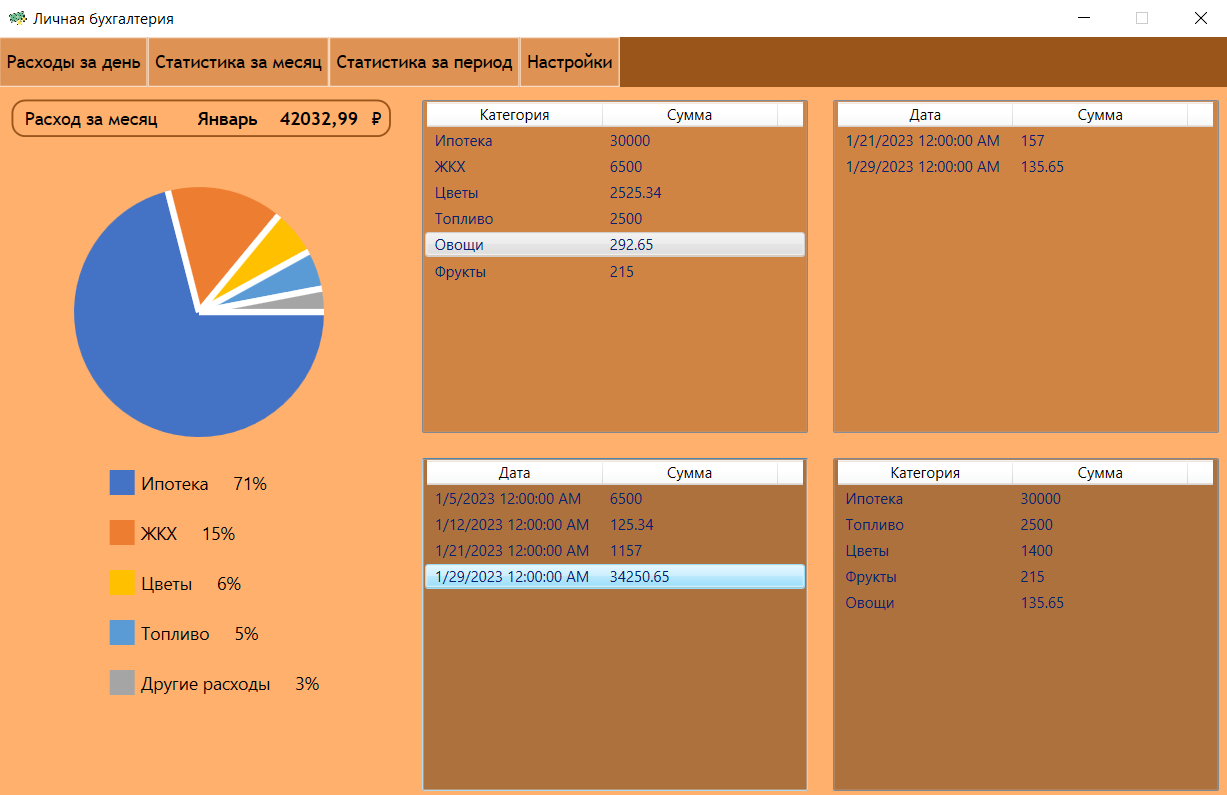 Личная бухгалтерия
Расходы за день Статистика за месяц Статистика за период Настройки
Расход за месяц Январь 42032,99 ₽
Ипотека 71%
ЖКХ 15%
Цветы 6%
Топливо 5%
Другие расходы 3%
Категория Сумма
Ипотека 30000
ЖКХ 6500
Цветы 2525.34
Топливо 2500
Овощи 292.65
Фрукты 215
Дата Сумма
1/21/2023 12:00:00 AM 157
1/29/2023 12:00:00 AM 135.65
Дата Сумма
1/5/2023 12:00:00 AM 6500
1/12/2023 12:00:00 AM 125.34
1/21/2023 12:00:00 AM 1157
1/29/2023 12:00:00 AM 34250.65
Категория Сумма
Ипотека 30000
Топливо 2500
Цветы 1400
Фрукты 215
Овощи 135.65